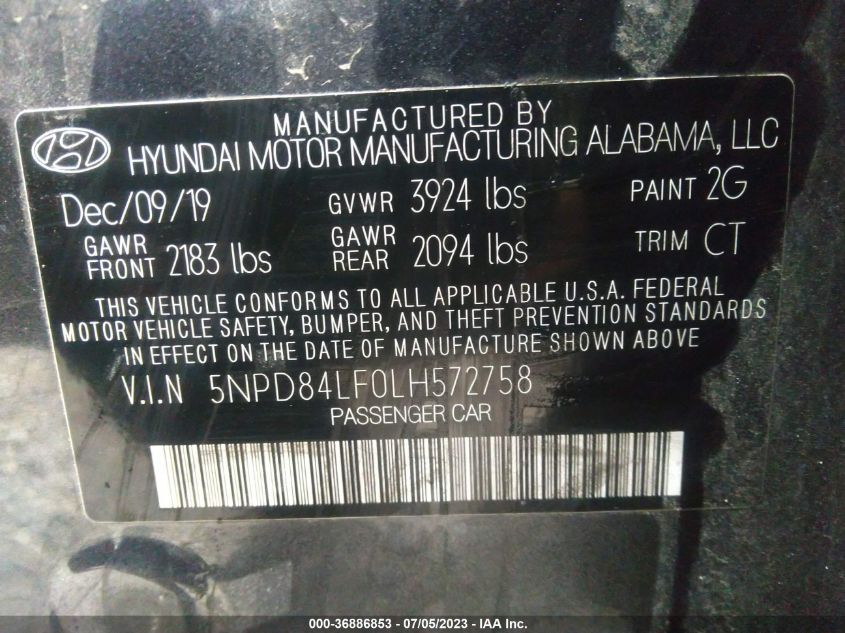 MANUFACTURED BY
HYUNDAI MOTOR MANUFACTURING ALABAMA, LLC
Dec/09/19 GVWR 3924 lbs PAINT 2G
GAWR FRONT 2183 lbs GAWR REAR 2094 lbs TRIM CT
THIS VEHICLE CONFORMS TO ALL APPLICABLE U.S.A. FEDERAL
MOTOR VEHICLE SAFETY, BUMPER, AND THEFT PREVENTION STANDARDS
IN EFFECT ON THE DATE OF MANUFACTURE SHOWN ABOVE
V.I.N 5NPD84LF0LH572758
PASSENGER CAR
000-36886853 - 07/05/2023 - IAA Inc.